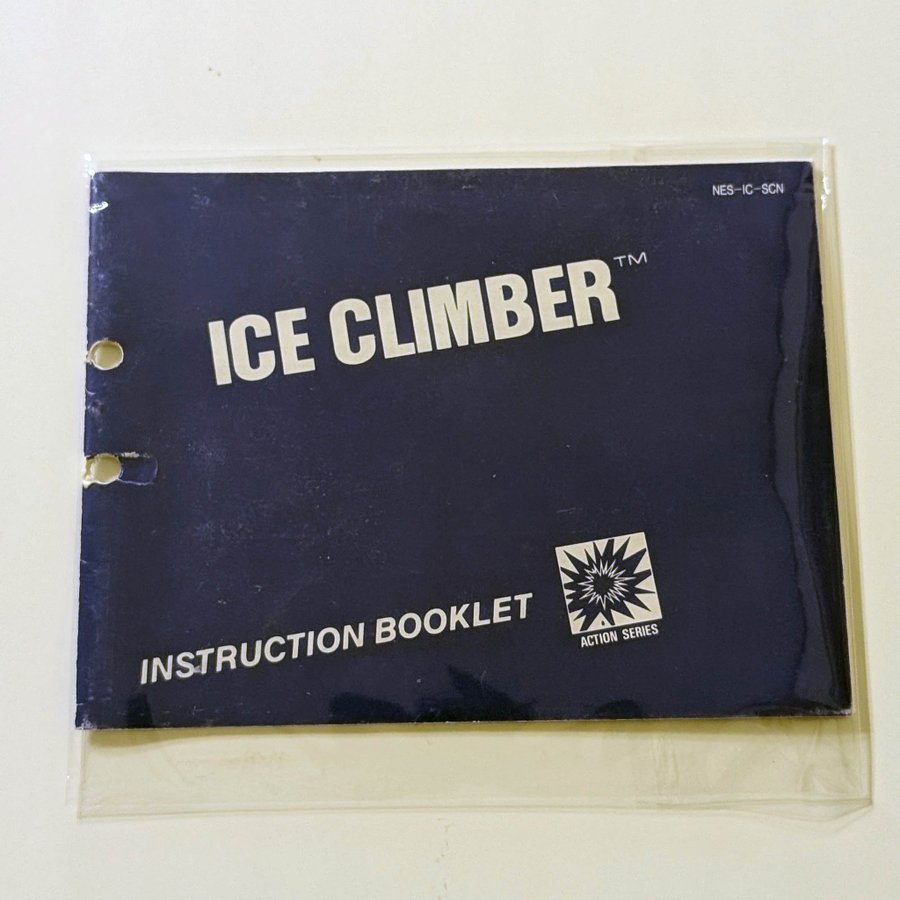 NES-IC-SCN
ICE CLIMBER™
INSTRUCTION BOOKLET
ACTION SERIES